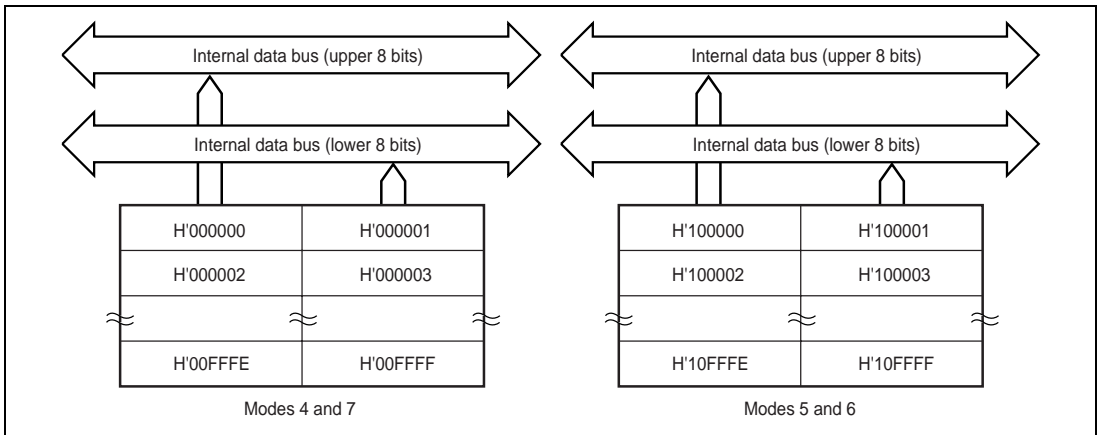 Internal data bus (upper 8 bits)
Internal data bus (lower 8 bits)
H'000000 H'000001
H'000002 H'000003
H'00FFFE H'00FFFF
Modes 4 and 7
Internal data bus (upper 8 bits)
Internal data bus (lower 8 bits)
H'100000 H'100001
H'100002 H'100003
H'10FFFE H'10FFFF
Modes 5 and 6